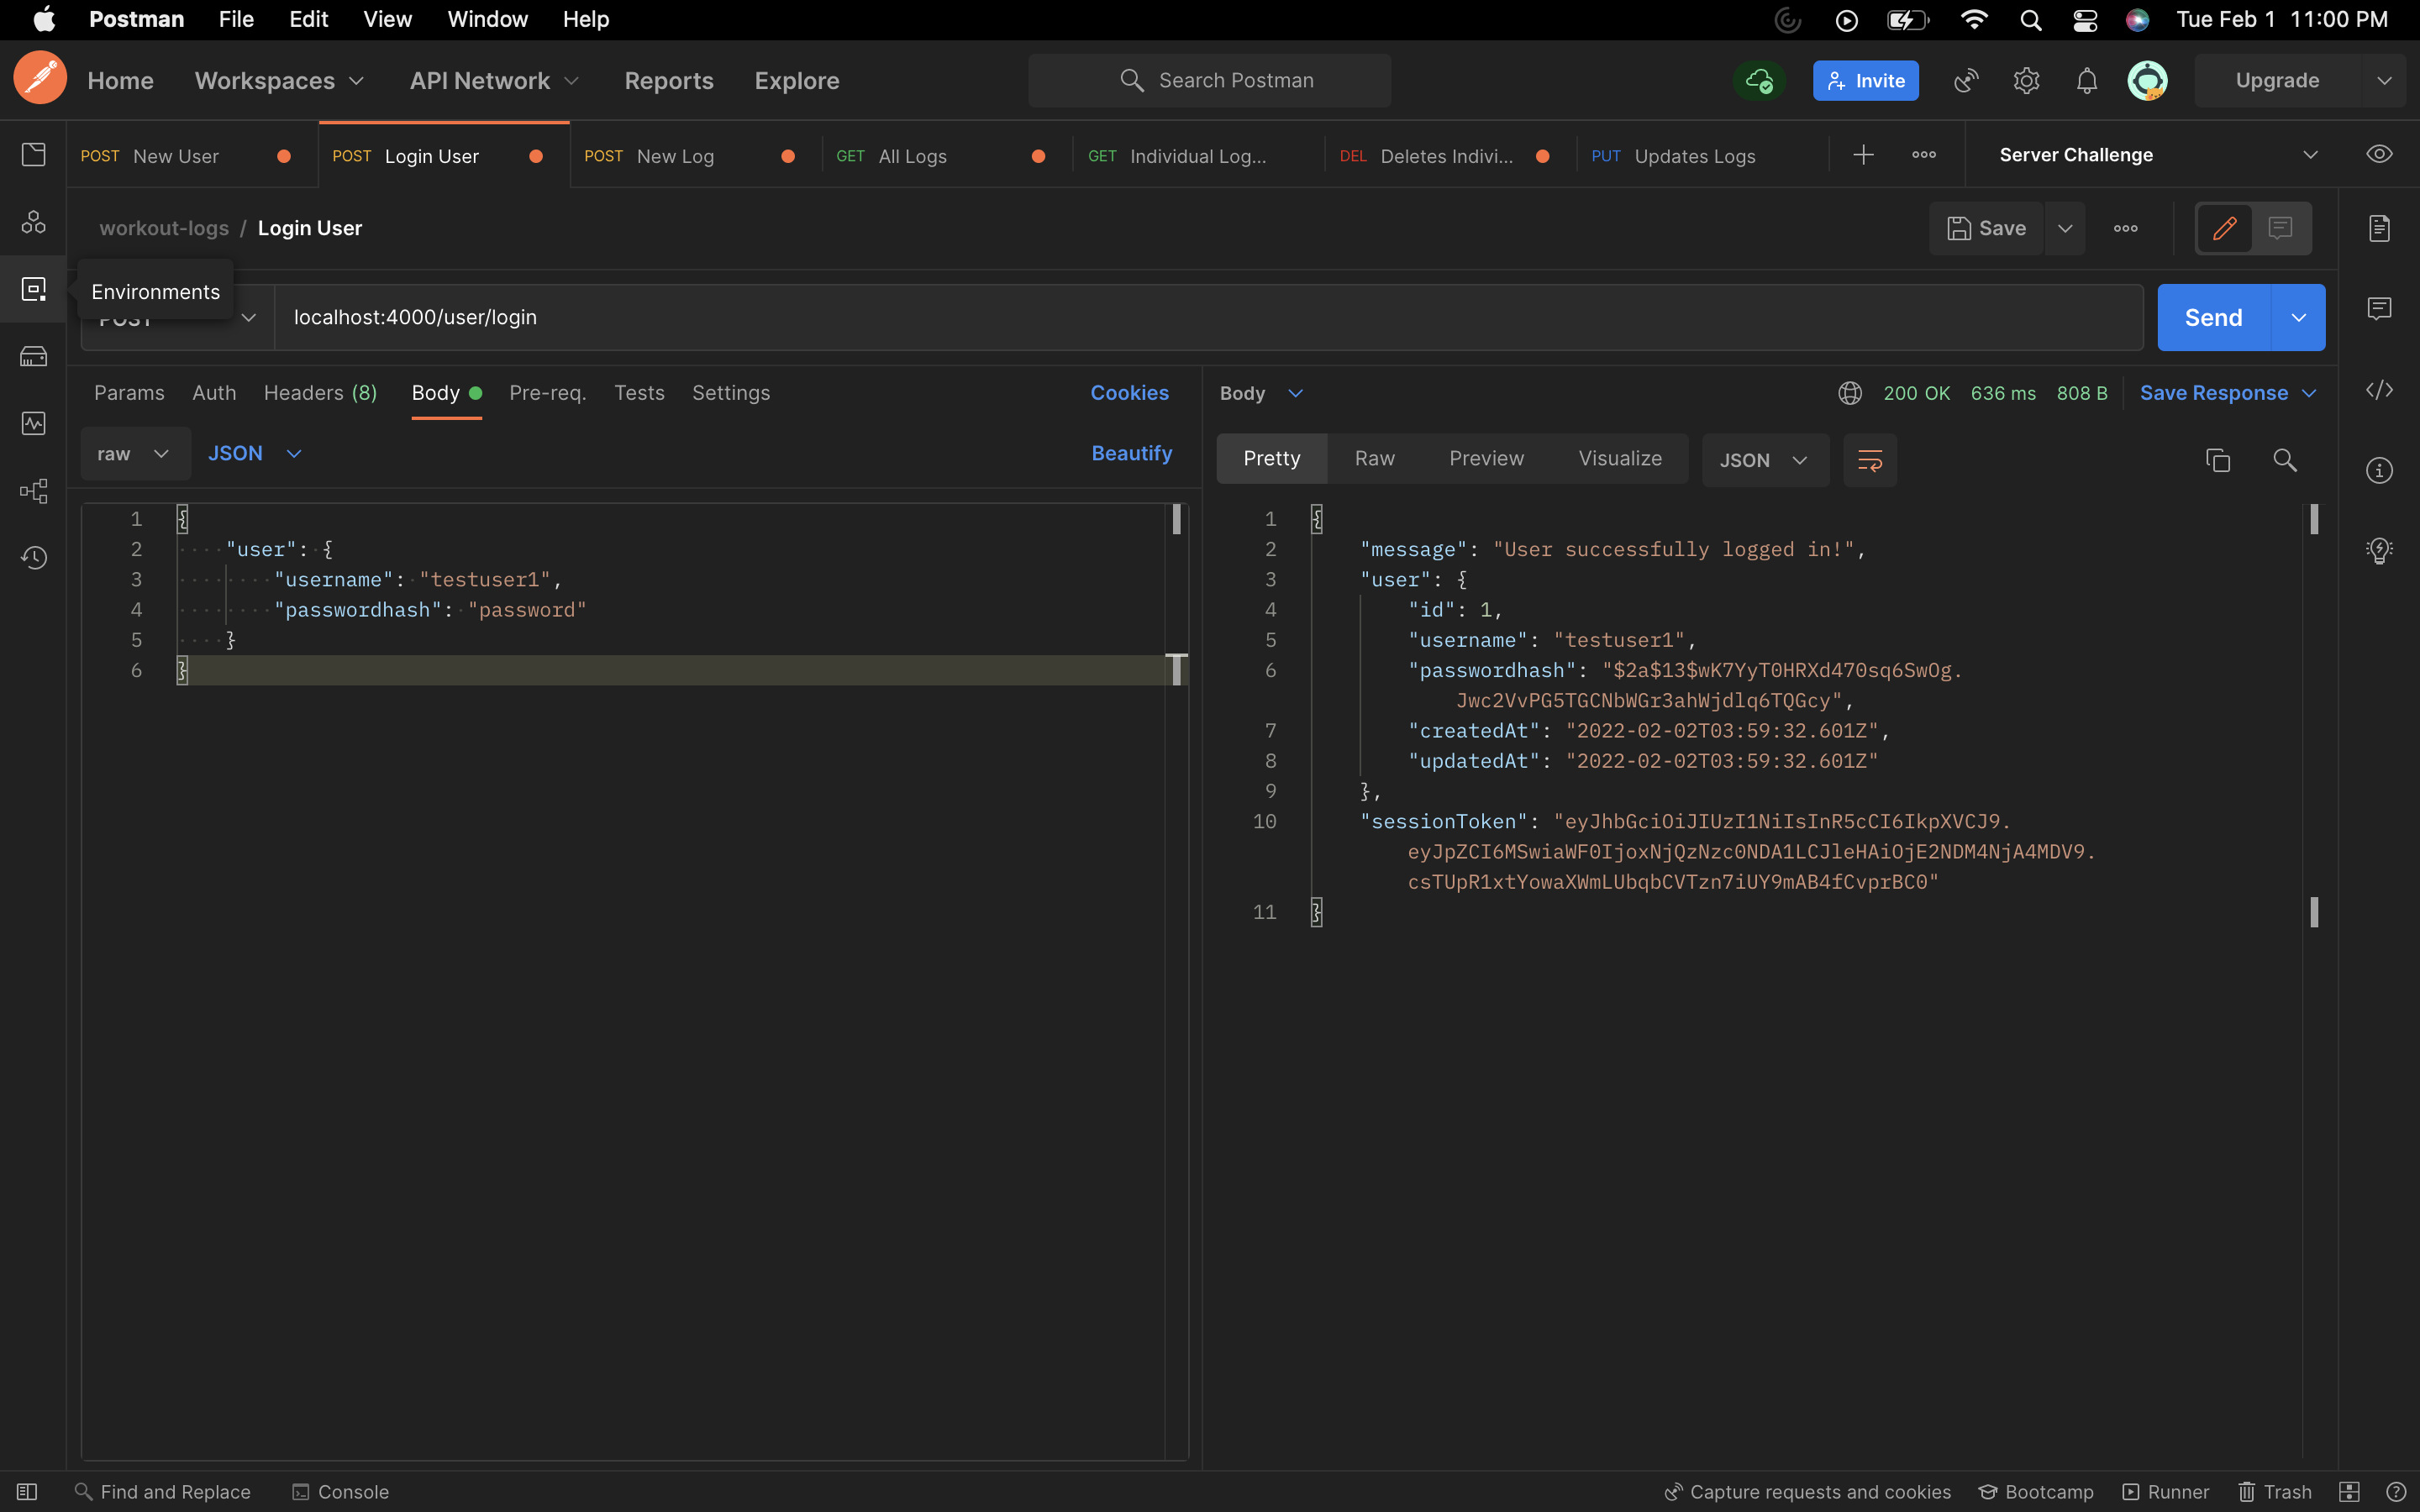 Postman File Edit View Window Help Tue Feb 1 11:00 PM
Home Workspaces API Network Reports Explore Search Postman Invite Upgrade
POST New User POST Login User POST New Log GET All Logs GET Individual Log... DEL Deletes Indivi... PUT Updates Logs Server Challenge
workout-logs / Login User Save
Environments
POST localhost:4000/user/login Send
Params Auth Headers (8) Body Pre-req. Tests Settings Cookies
raw JSON Beautify
1 {
2 "user": {
3 "username": "testuser1",
4 "passwordhash": "password"
5 }
6 }
Body 200 OK 636 ms 808 B Save Response
Pretty Raw Preview Visualize JSON
1 {
2 "message": "User successfully logged in!",
3 "user": {
4 "id": 1,
5 "username": "testuser1",
6 "passwordhash": "$2a$13$wK7YyT0HRXd470sq6SwOg.
Jwc2VvPG5TGCNbWGr3ahWjdlq6TQGcy",
7 "createdAt": "2022-02-02T03:59:32.601Z",
8 "updatedAt": "2022-02-02T03:59:32.601Z"
9 },
10 "sessionToken": "eyJhbGciOiJIUzI1NiIsInR5cCI6IkpXVCJ9.
eyJpZCI6MSwiaWF0IjoxNjQzNzc0NDA1LCJleHAiOjE2NDM4NjA4MDV9.
csTUpR1xtYowaXWmLUbqbCVTzn7iUY9mAB4fCvprBC0"
11 }
Find and Replace Console Capture requests and cookies Bootcamp Runner Trash